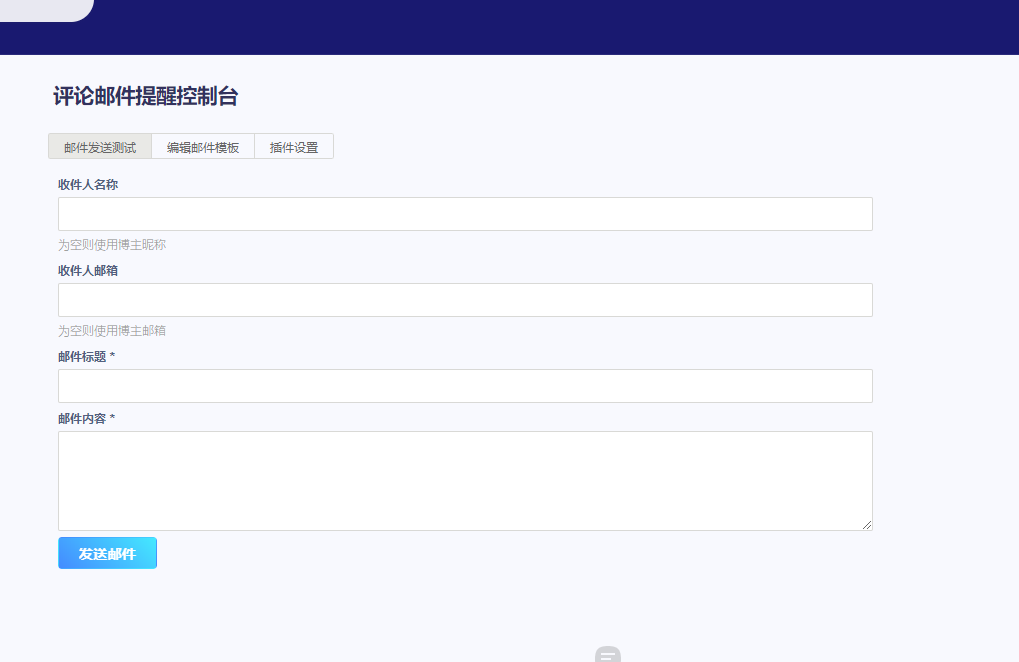 评论邮件提醒控制台
邮件发送测试 编辑邮件模板 插件设置
收件人名称
为空则使用博主昵称
收件人邮箱
为空则使用博主邮箱
邮件标题 *
邮件内容 *
发送邮件